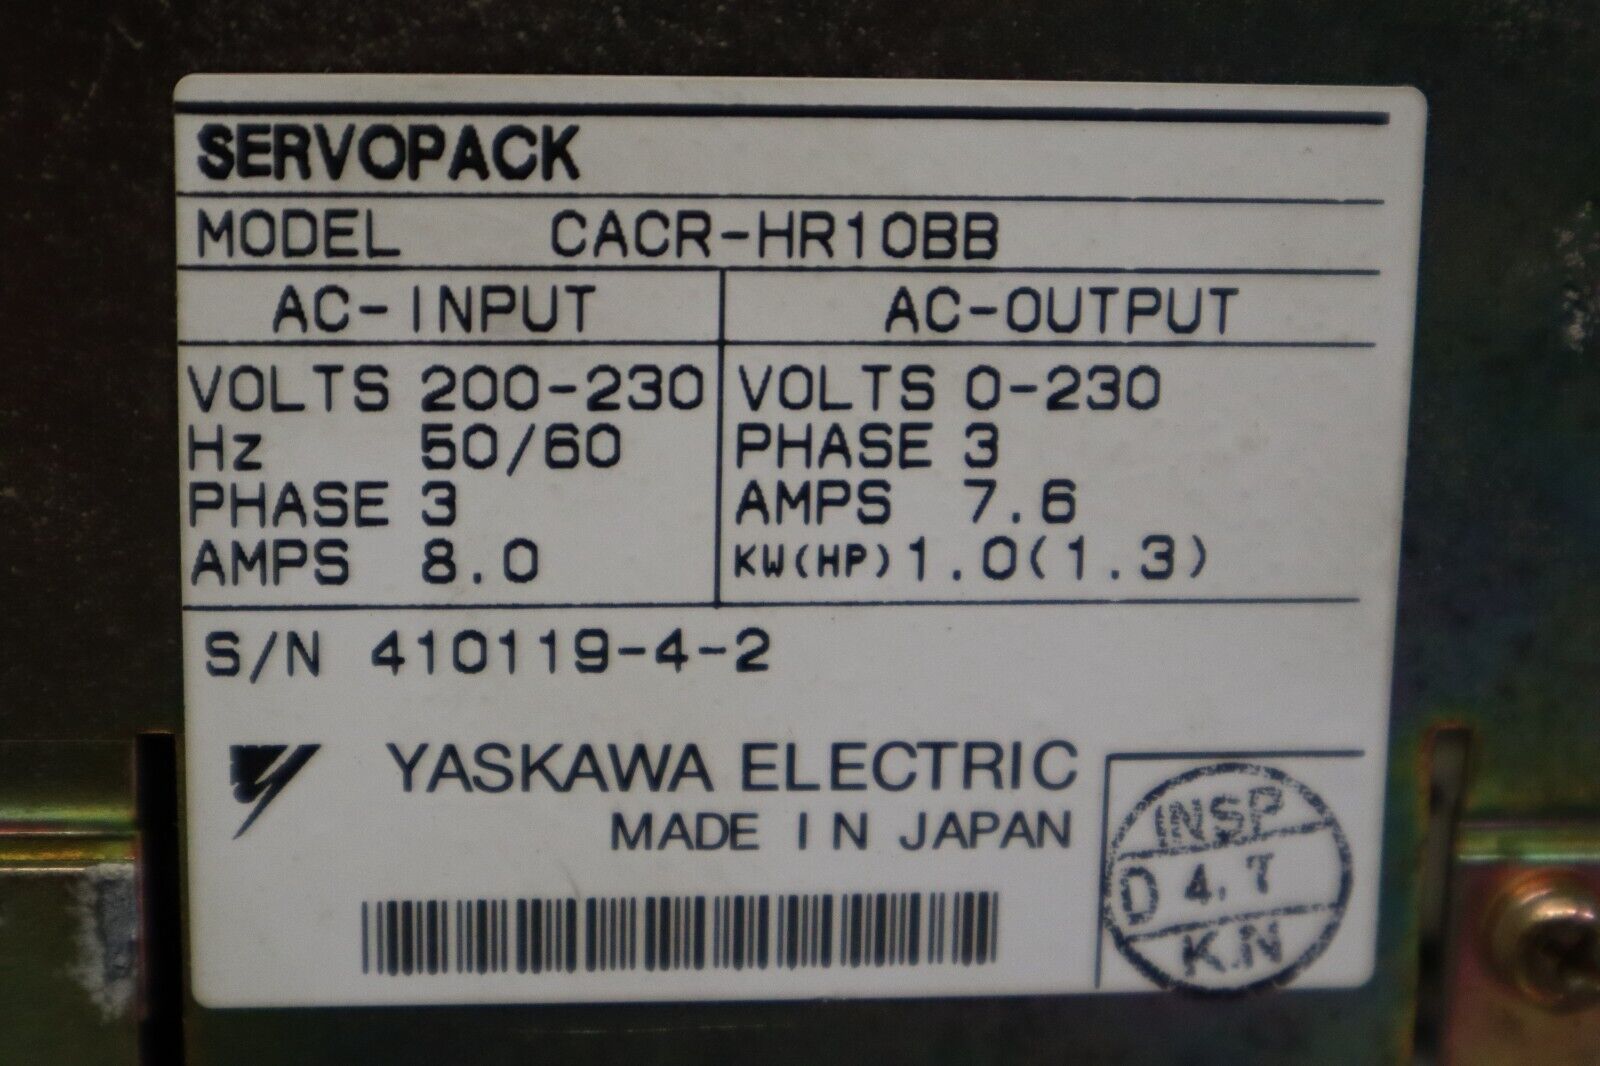 SERVOPACK
MODEL CACR-HR10BB
AC-INPUT AC-OUTPUT
VOLTS 200-230 VOLTS 0-230
Hz 50/60 PHASE 3
PHASE 3 AMPS 7.6
AMPS 8.0 KW(HP) 1.0(1.3)
S/N 410119-4-2
YASKAWA ELECTRIC
MADE IN JAPAN
INSP
D 4.7
K.N